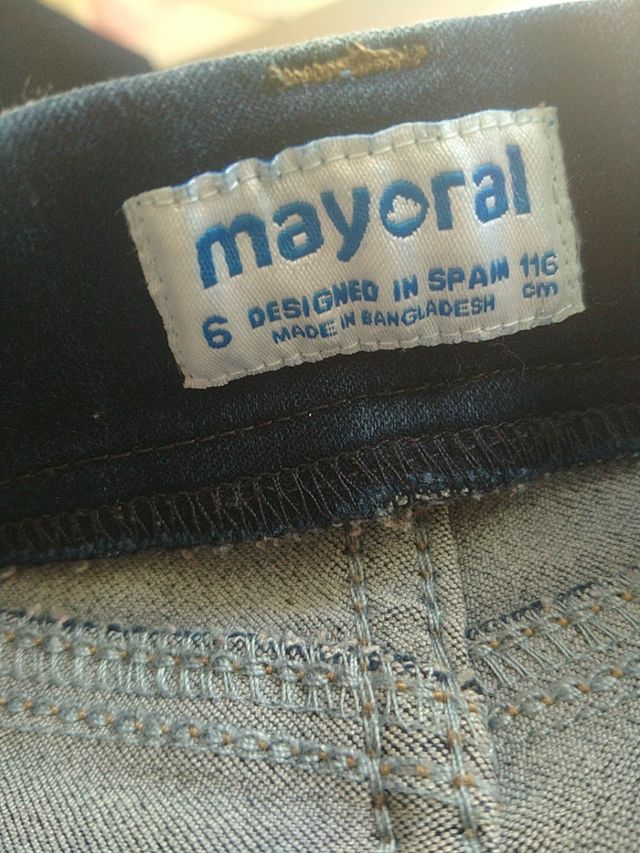 mayoral
6 DESIGNED IN SPAIN 116
MADE IN BANGLADESH cm